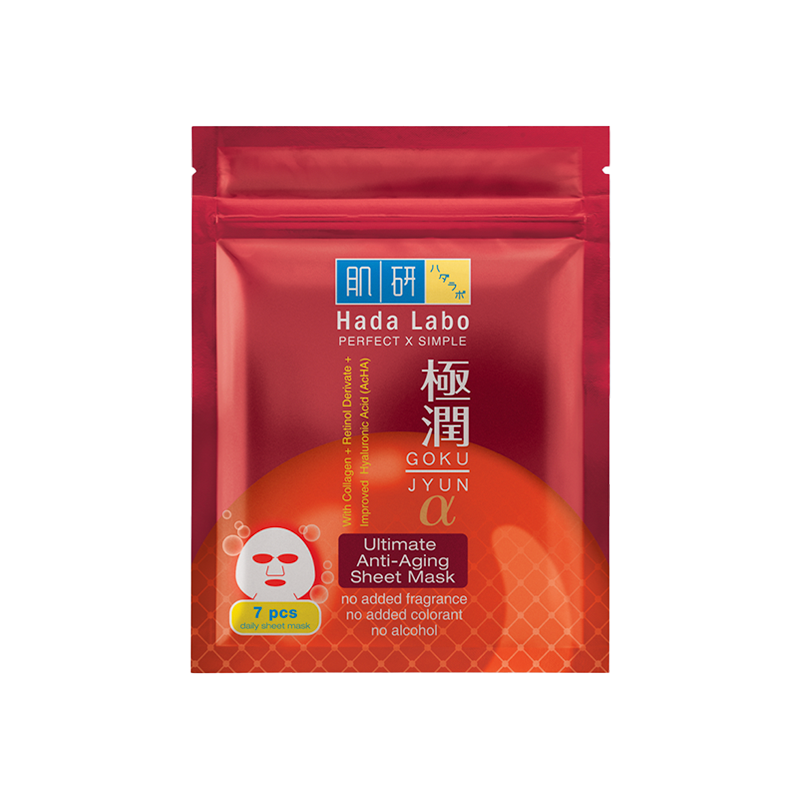 肌研
ハダラボ
Hada Labo
PERFECT X SIMPLE
極潤
GOKU
JYUN
α
With Collagen + Retinol Derivate +
Improved Hyaluronic Acid (AcHA)
Ultimate
Anti-Aging
Sheet Mask
no added fragrance
no added colorant
no alcohol
7 pcs
daily sheet mask